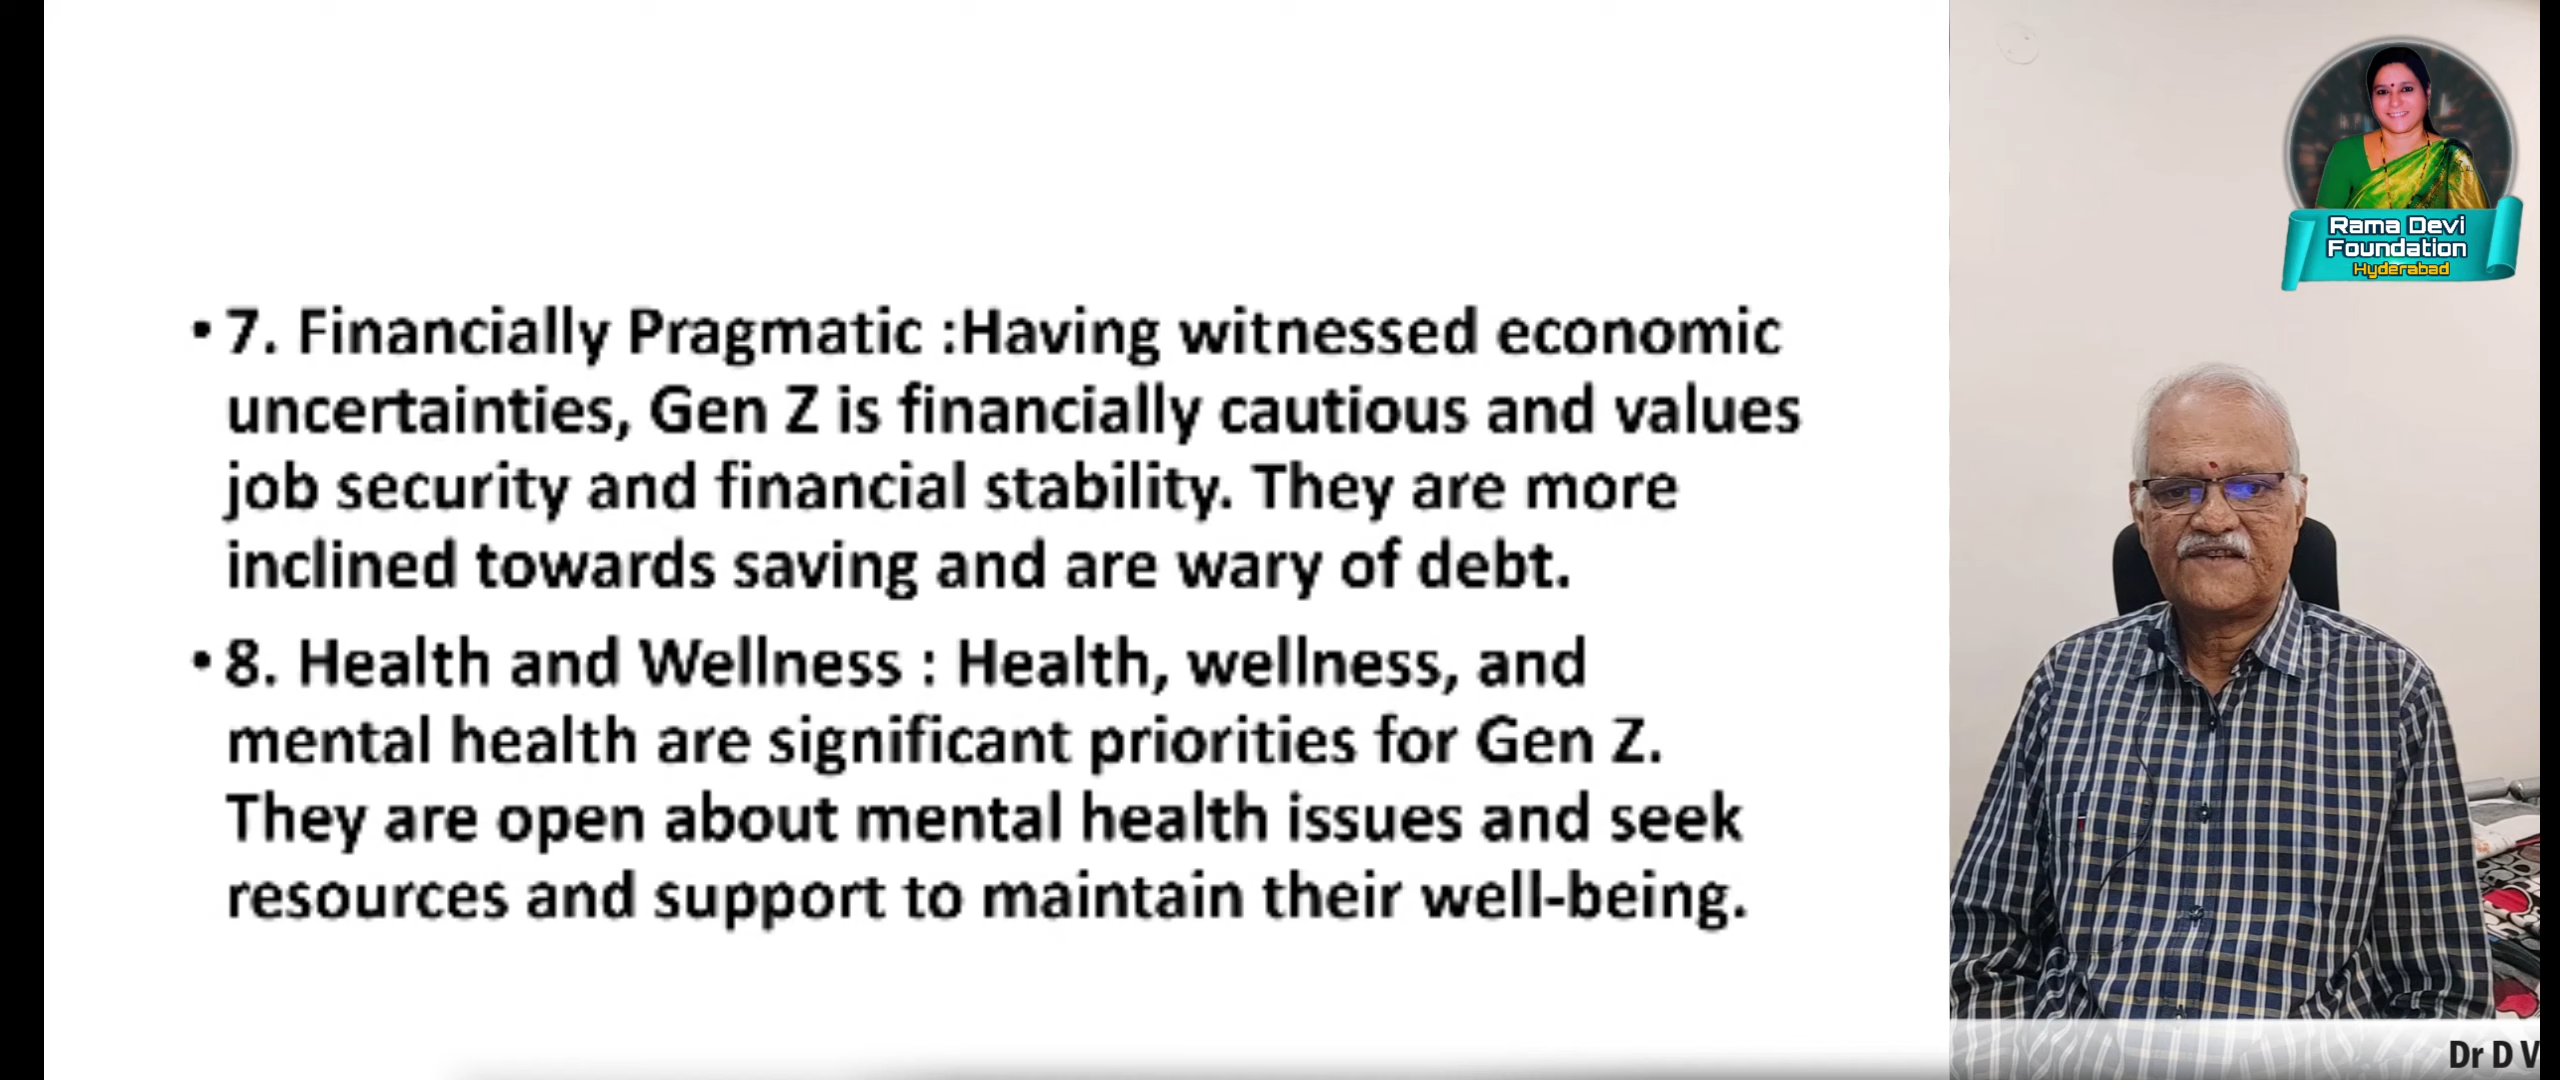 • 7. Financially Pragmatic :Having witnessed economic
uncertainties, Gen Z is financially cautious and values
job security and financial stability. They are more
inclined towards saving and are wary of debt.
• 8. Health and Wellness : Health, wellness, and
mental health are significant priorities for Gen Z.
They are open about mental health issues and seek
resources and support to maintain their well-being.
Rama Devi
Foundation
Hyderabad
Dr D V